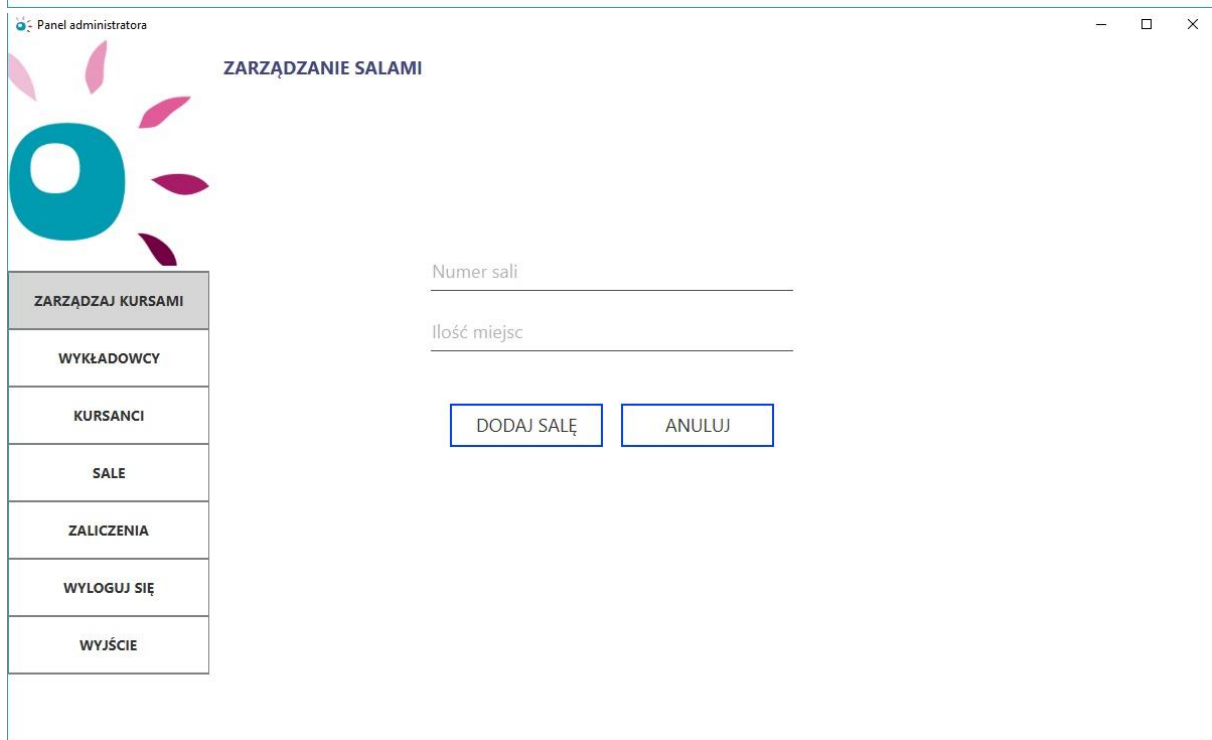 Panel administratora
ZARZĄDZANIE SALAMI
ZARZĄDZAJ KURSAMI
WYKŁADOWCY
KURSANCI
SALE
ZALICZENIA
WYLOGUJ SIĘ
WYJŚCIE
Numer sali
Ilość miejsc
DODAJ SALĘ ANULUJ